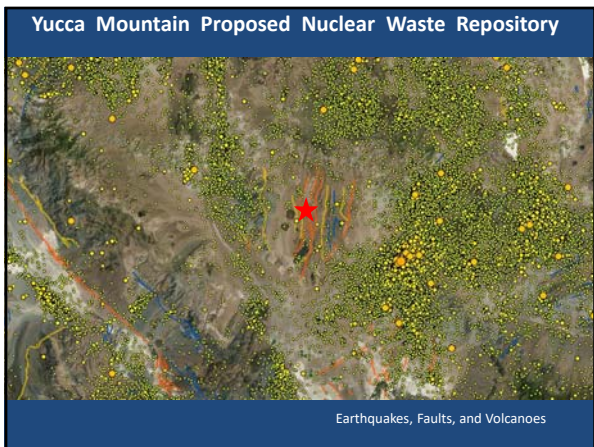 Yucca Mountain Proposed Nuclear Waste Repository
Earthquakes, Faults, and Volcanoes